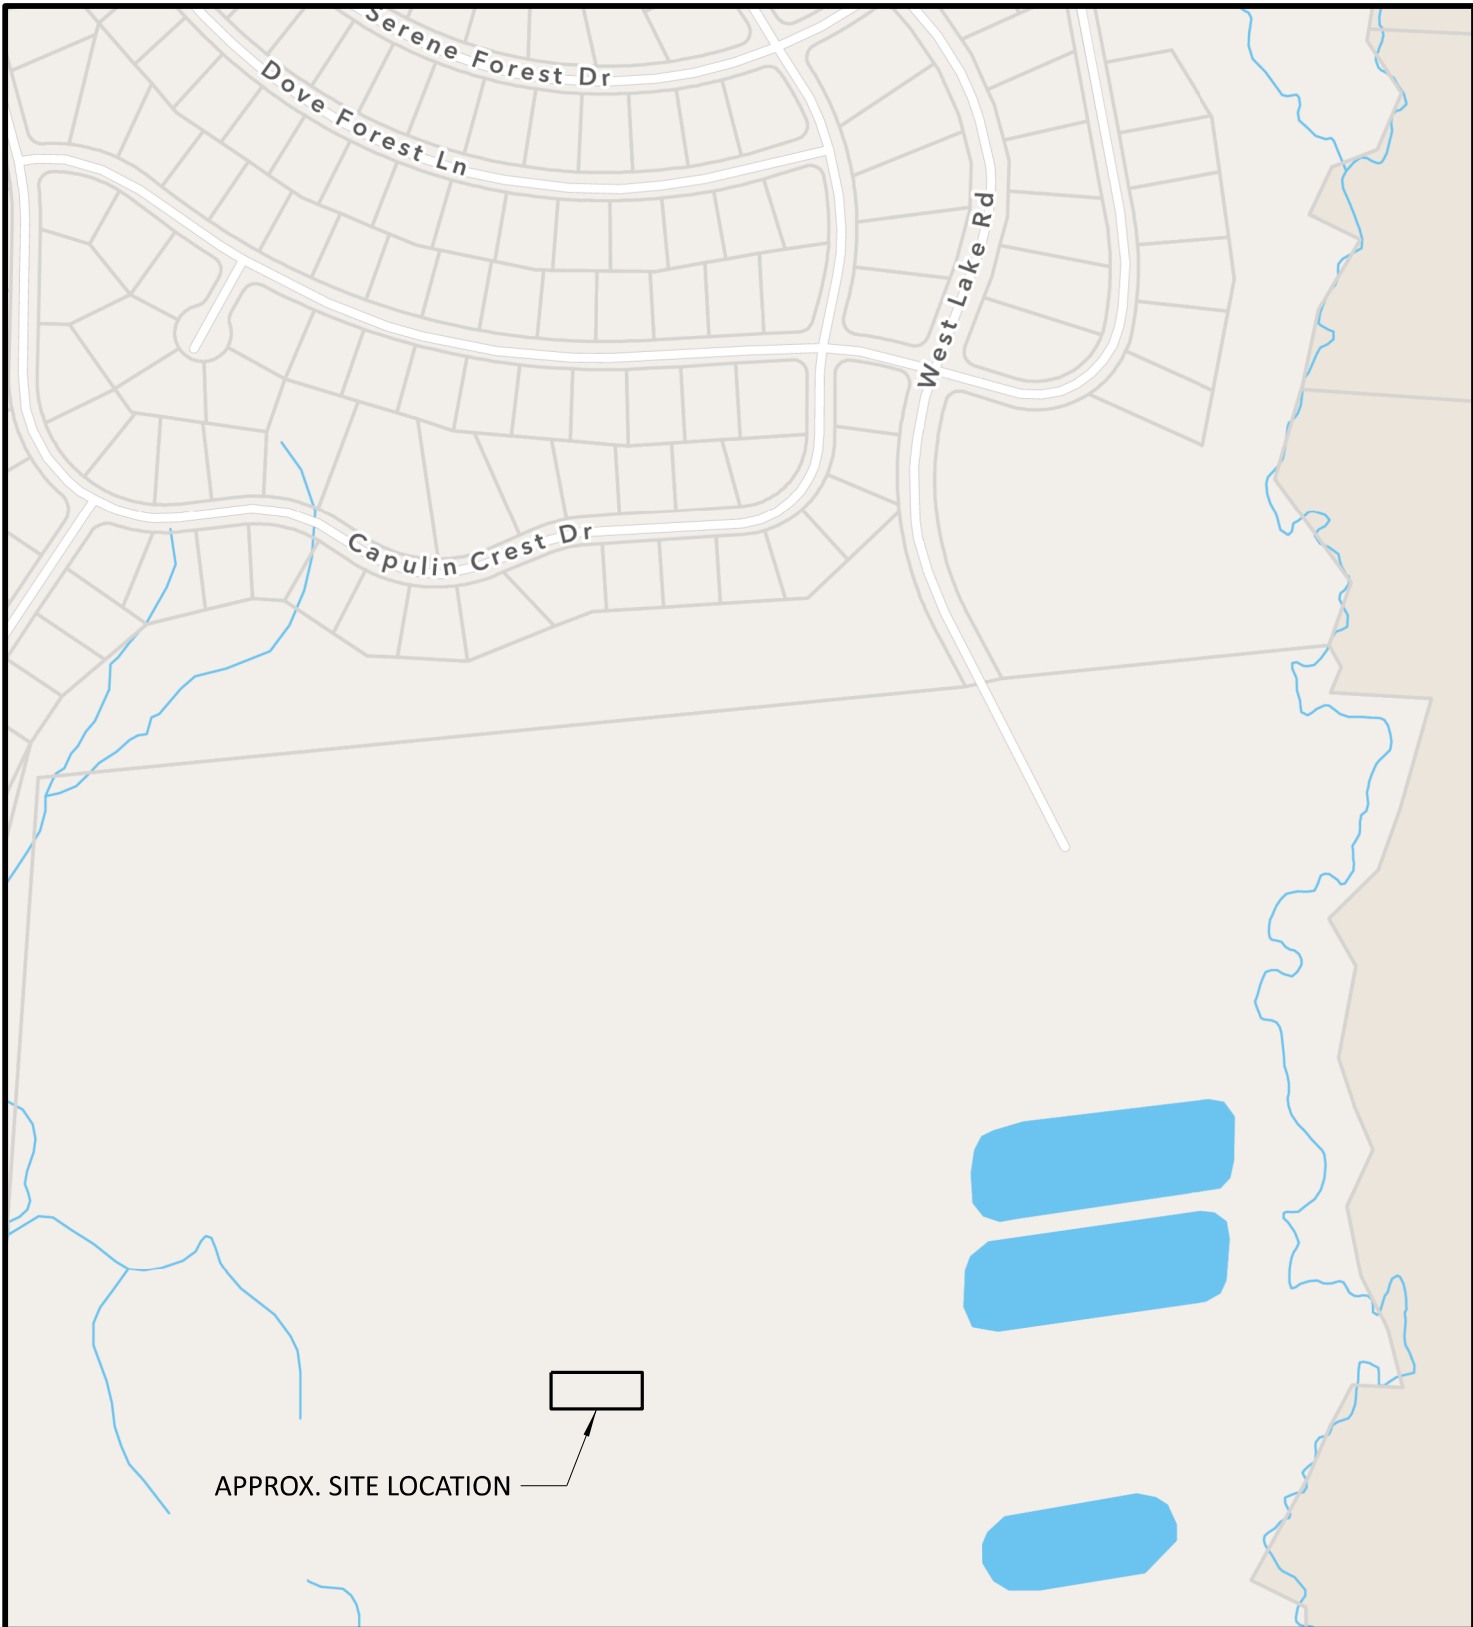 Serene Forest Dr
Dove Forest Ln
West Lake Rd
Capulin Crest Dr
APPROX. SITE LOCATION